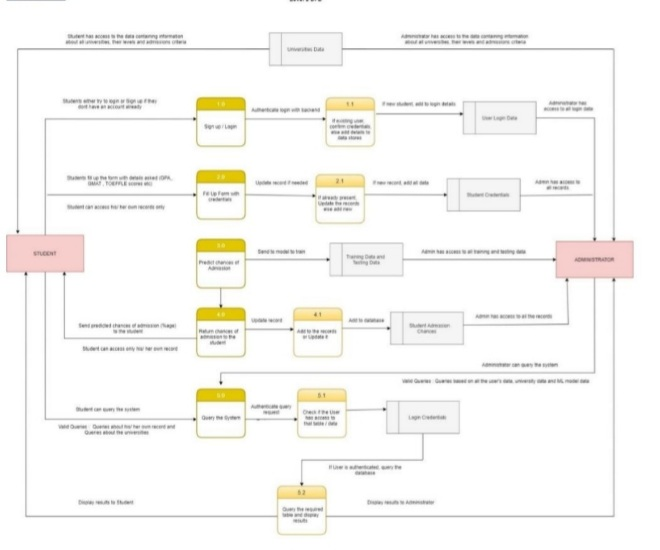 Student has access to the data containing information
about all universities, their levels and admissions criteria
Universities Data
Administrator has access to the data containing information
about all universities, their levels and admissions criteria
Students either try to login or Sign up if they
dont have an account already
1.0
Sign up / Login
Authenticate login with backend
1.1
If existing user,
confirm credentials,
else add details to
data stores
If new student, add to login details
User Login Data
Administrator has
access to all login data
Students fill up the form with details asked (GPA,
GMAT , TOEFFLE scores etc)
Student can access his/ her own records only
2.0
Fill Up Form with
credentials
Update record if needed
2.1
If already present,
Update the records
else add new
If new record, add all data
Student Credentials
Admin has access to
all records
STUDENT
3.0
Predict chances of
Admission
Send to model to train
Training Data and
Testing Data
Admin has access to all training and testing data
ADMINISTRATOR
Send predicted chances of admission (%age)
to the student
Student can access only his/ her own record
4.0
Return chances of
admission to the
student
Update record
4.1
Add to the records
or Update it
Add to database
Student Admission
Chances
Admin has access to all the records
Administrator can query the system
Valid Queries : Queries based on all the user's data, university data and ML model data
Student can query the system
Valid Queries : Queries about his/ her own record and
Queries about the universities
5.0
Query the System
Authenticate query
request
5.1
Check if the User
has access to
that table / data
Login Credentials
If User is authenticated, query the
database
5.2
Query the required
table and display
results
Display results to Student
Display results to Administrator